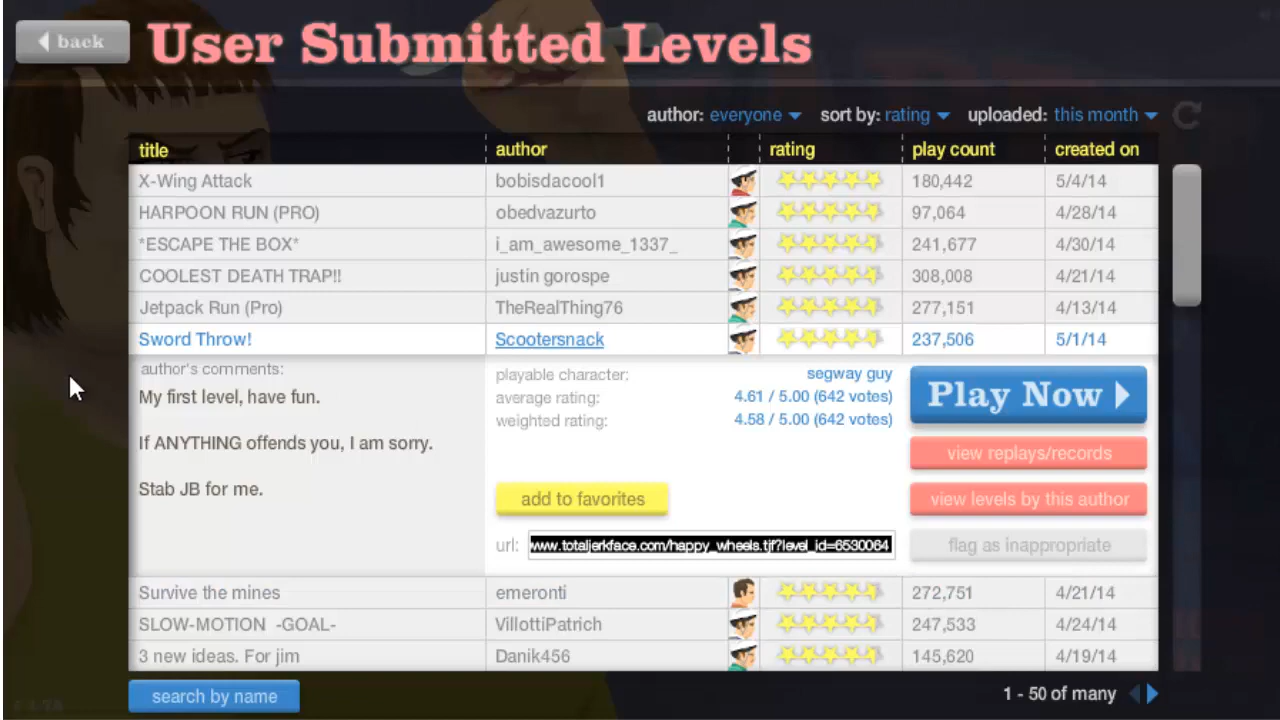 back
User Submitted Levels
author: everyone sort by: rating uploaded: this month
title author rating play count created on
X-Wing Attack bobisdacool1 180,442 5/4/14
HARPOON RUN (PRO) obedvazurto 97,064 4/28/14
*ESCAPE THE BOX* i_am_awesome_1337_ 241,677 4/30/14
COOLEST DEATH TRAP!! justin gorospe 308,008 4/21/14
Jetpack Run (Pro) TheRealThing76 277,151 4/13/14
Sword Throw! Scootersnack 237,506 5/1/14
author's comments:
My first level, have fun.
If ANYTHING offends you, I am sorry.
Stab JB for me.
playable character: segway guy
average rating: 4.61 / 5.00 (642 votes)
weighted rating: 4.58 / 5.00 (642 votes)
add to favorites
url: www.totaljerkface.com/happy_wheels.tjf?level_id=6530064
Play Now
view replays/records
view levels by this author
flag as inappropriate
Survive the mines emeronti 272,751 4/21/14
SLOW-MOTION -GOAL- VillottiPatrich 247,533 4/24/14
3 new ideas. For jim Danik456 145,620 4/19/14
search by name
1 - 50 of many